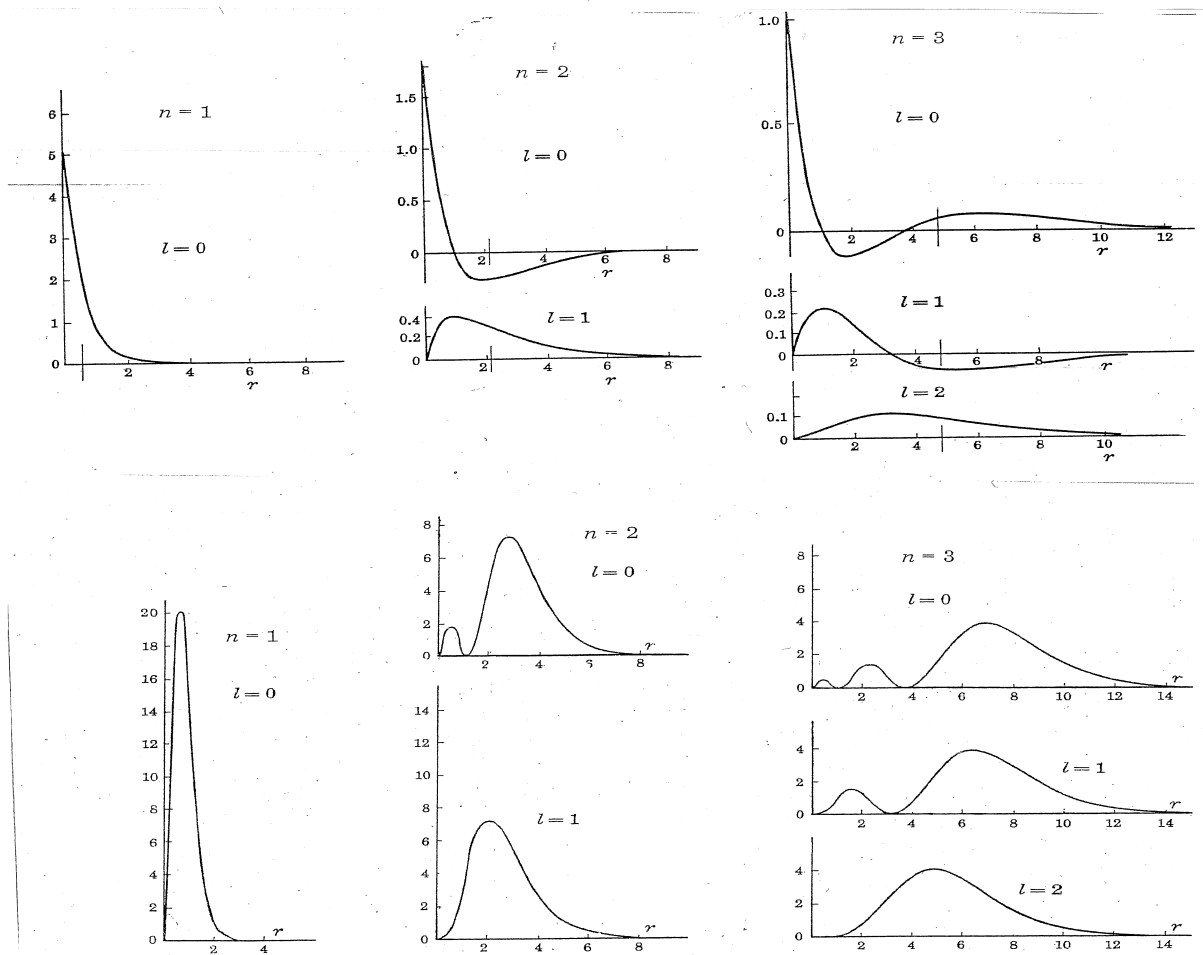 n = 1
l = 0
6
5
4
3
2
1
0
2 4 6 8
r
n = 2
l = 0
1.5
1.0
0.5
0
2 4 6 8
r
l = 1
0.4
0.2
0
2 4 6 8
r
n = 3
l = 0
1.0
0.5
0
2 4 6 8 10 12
r
l = 1
0.3
0.2
0.1
0
4 8
r
l = 2
0.1
0
2 4 6 8 10
r
n = 1
l = 0
20
18
16
14
12
10
8
6
4
2
0
2 4
r
n = 2
l = 0
8
6
4
2
0
2 4 6 8
r
l = 1
14
12
10
8
6
4
2
0
2 4 6 8
r
n = 3
l = 0
8
6
4
2
0
2 4 6 8 10 12 14
r
l = 1
4
2
0
2 4 6 8 10 12 14
r
l = 2
4
2
0
2 4 6 8 10 12 14
r